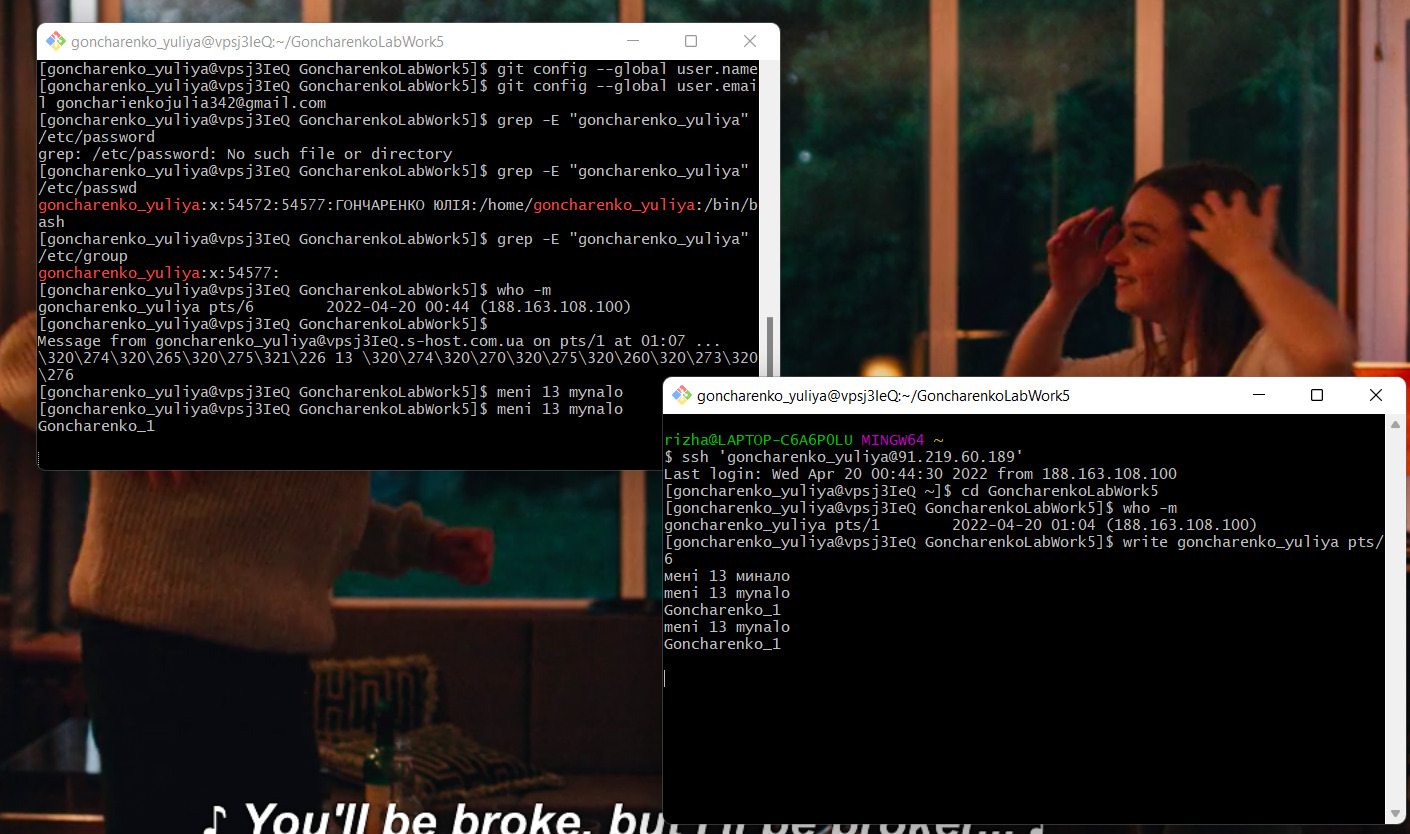 goncharenko_yuliya@vpsj3IeQ:~/GoncharenkoLabWork5
[goncharenko_yuliya@vpsj3IeQ GoncharenkoLabWork5]$ git config --global user.name
[goncharenko_yuliya@vpsj3IeQ GoncharenkoLabWork5]$ git config --global user.emai
l goncharienkojulia342@gmail.com
[goncharenko_yuliya@vpsj3IeQ GoncharenkoLabWork5]$ grep -E "goncharenko_yuliya"
/etc/password
grep: /etc/password: No such file or directory
[goncharenko_yuliya@vpsj3IeQ GoncharenkoLabWork5]$ grep -E "goncharenko_yuliya"
/etc/passwd
goncharenko_yuliya:x:54572:54577:ГОНЧАРЕНКО ЮЛІЯ:/home/goncharenko_yuliya:/bin/b
ash
[goncharenko_yuliya@vpsj3IeQ GoncharenkoLabWork5]$ grep -E "goncharenko_yuliya"
/etc/group
goncharenko_yuliya:x:54577:
[goncharenko_yuliya@vpsj3IeQ GoncharenkoLabWork5]$ who -m
goncharenko_yuliya pts/6        2022-04-20 00:44 (188.163.108.100)
[goncharenko_yuliya@vpsj3IeQ GoncharenkoLabWork5]$
Message from goncharenko_yuliya@vpsj3IeQ.s-host.com.ua on pts/1 at 01:07 ...
\320\274\320\265\320\275\321\226 13 \320\274\320\270\320\275\320\260\320\273\320
\276
[goncharenko_yuliya@vpsj3IeQ GoncharenkoLabWork5]$ meni 13 mynalo
[goncharenko_yuliya@vpsj3IeQ GoncharenkoLabWork5]$ meni 13 mynalo
Goncharenko_1
goncharenko_yuliya@vpsj3IeQ:~/GoncharenkoLabWork5
rizha@LAPTOP-C6A6P0LU MINGW64 ~
$ ssh 'goncharenko_yuliya@91.219.60.189'
Last login: Wed Apr 20 00:44:30 2022 from 188.163.108.100
[goncharenko_yuliya@vpsj3IeQ ~]$ cd GoncharenkoLabWork5
[goncharenko_yuliya@vpsj3IeQ GoncharenkoLabWork5]$ who -m
goncharenko_yuliya pts/1        2022-04-20 01:04 (188.163.108.100)
[goncharenko_yuliya@vpsj3IeQ GoncharenkoLabWork5]$ write goncharenko_yuliya pts/
6
мені 13 минало
meni 13 mynalo
Goncharenko_1
meni 13 mynalo
Goncharenko_1
♪ You'll be broke, but I'll be broker... ♪